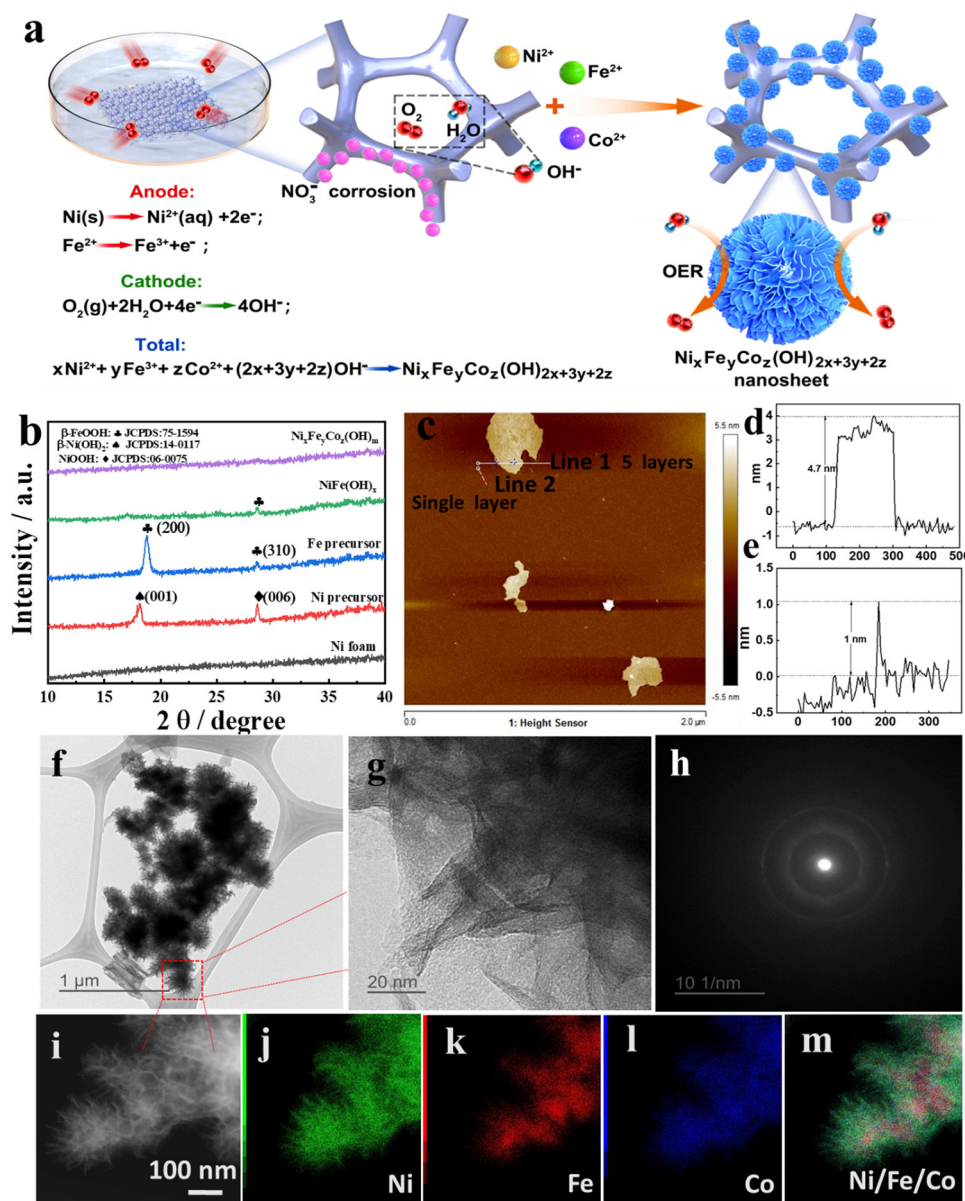 a
Ni²⁺
Fe²⁺
Co²⁺
+
O₂
H₂O
OH⁻
NO₃⁻ corrosion
Anode:
Ni(s) → Ni²⁺(aq) +2e⁻;
Fe²⁺ → Fe³⁺+e⁻ ;
Cathode:
O₂(g)+2H₂O+4e⁻ → 4OH⁻;
Total:
xNi²⁺+ yFe³⁺+ zCo²⁺+ (2x+3y+2z)OH⁻ → NiₓFeᵧCo_z(OH)₂ₓ₊₃ᵧ₊₂z
OER
NiₓFeᵧCo_z(OH)₂ₓ₊₃ᵧ₊₂z
nanosheet
b
β-FeOOH: ♣ JCPDS:75-1594
β-Ni(OH)₂: ♠ JCPDS:14-0117
NiOOH: ♦ JCPDS:06-0075
NiₓFeᵧCo_z(OH)ₘ
NiFe(OH)ₓ
♣
♣(200)
Fe precursor
♣(310)
♠(001)
Ni precursor
♦(006)
Ni foam
Intensity / a.u.
10 15 20 25 30 35 40
2 θ / degree
c
Line 1 5 layers
Line 2
Single layer
5.5 nm
-5.5 nm
0.0
1: Height Sensor
2.0 µm
d
4
3
2
1
0
-1
nm
4.7 nm
0 100 200 300 400 500
e
1.5
1.0
0.5
0.0
-0.5
nm
1 nm
0 100 200 300
f
1 µm
g
20 nm
h
10 1/nm
i
100 nm
j
Ni
k
Fe
l
Co
m
Ni/Fe/Co